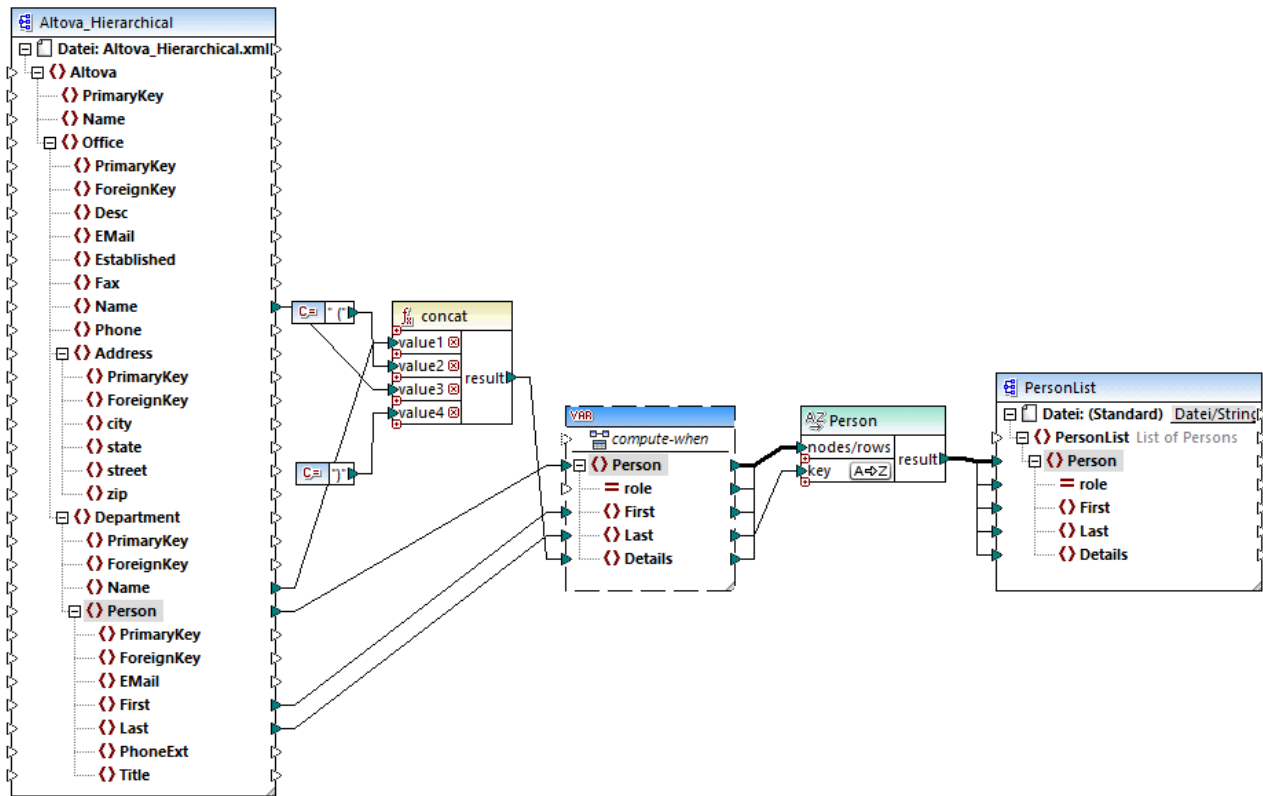 Altova_Hierarchical
Datei: Altova_Hierarchical.xml
Altova
PrimaryKey
Name
Office
PrimaryKey
ForeignKey
Desc
EMail
Established
Fax
Name
Phone
Address
PrimaryKey
ForeignKey
city
state
street
zip
Department
PrimaryKey
ForeignKey
Name
Person
PrimaryKey
ForeignKey
EMail
First
Last
PhoneExt
Title
C= " ("
C= ")"
concat
value1
value2
value3
value4
result
VAR
compute-when
Person
role
First
Last
Details
AZ Person
nodes/rows
key A⇨Z
result
PersonList
Datei: (Standard) Datei/String
PersonList List of Persons
Person
role
First
Last
Details